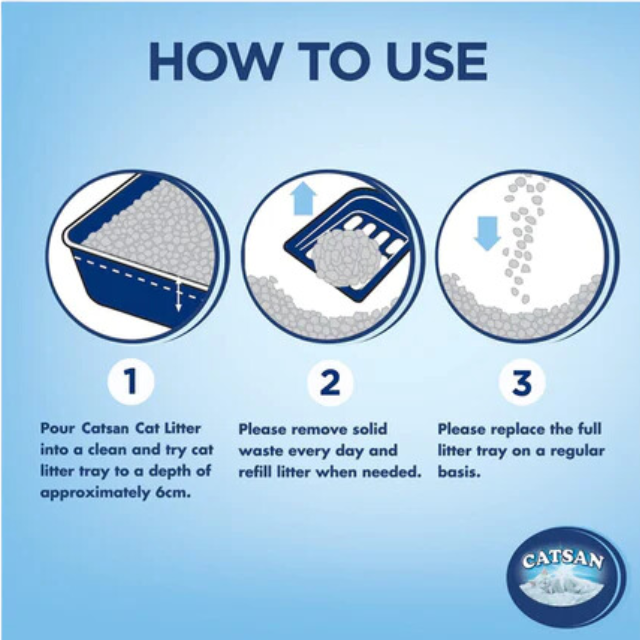 HOW TO USE
1
Pour Catsan Cat Litter
into a clean and try cat
litter tray to a depth of
approximately 6cm.
2
Please remove solid
waste every day and
refill litter when needed.
3
Please replace the full
litter tray on a regular
basis.
CATSAN